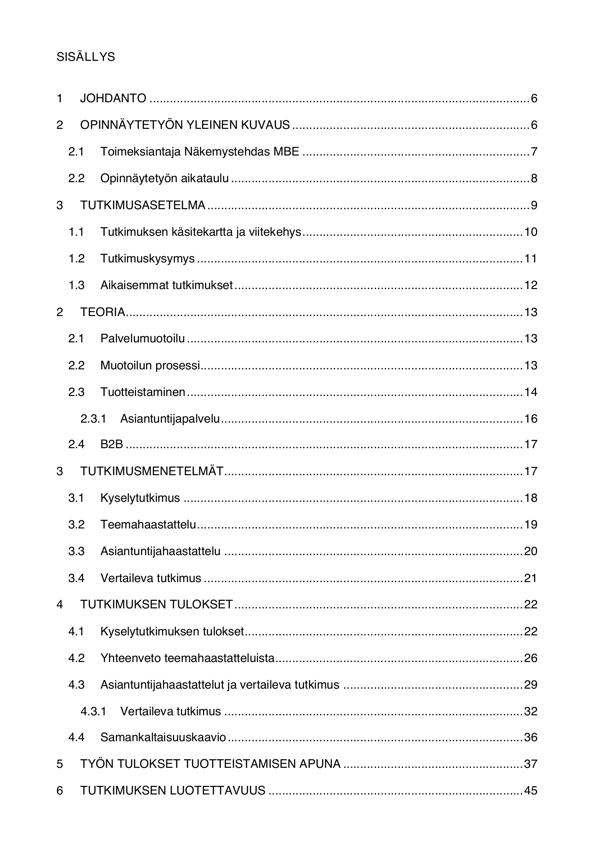 SISÄLLYS
1 JOHDANTO ........ 6
2 OPINNÄYTETYÖN YLEINEN KUVAUS ........ 6
2.1 Toimeksiantaja Näkemystehdas MBE ........ 7
2.2 Opinnäytetyön aikataulu ........ 8
3 TUTKIMUSASETELMA ........ 9
1.1 Tutkimuksen käsitekartta ja viitekehys ........ 10
1.2 Tutkimuskysymys ........ 11
1.3 Aikaisemmat tutkimukset ........ 12
2 TEORIA ........ 13
2.1 Palvelumuotoilu ........ 13
2.2 Muotoilun prosessi ........ 13
2.3 Tuotteistaminen ........ 14
2.3.1 Asiantuntijapalvelu ........ 16
2.4 B2B ........ 17
3 TUTKIMUSMENETELMÄT ........ 17
3.1 Kyselytutkimus ........ 18
3.2 Teemahaastattelu ........ 19
3.3 Asiantuntijahaastattelu ........ 20
3.4 Vertaileva tutkimus ........ 21
4 TUTKIMUKSEN TULOKSET ........ 22
4.1 Kyselytutkimuksen tulokset ........ 22
4.2 Yhteenveto teemahaastatteluista ........ 26
4.3 Asiantuntijahaastattelut ja vertaileva tutkimus ........ 29
4.3.1 Vertaileva tutkimus ........ 32
4.4 Samankaltaisuuskaavio ........ 36
5 TYÖN TULOKSET TUOTTEISTAMISEN APUNA ........ 37
6 TUTKIMUKSEN LUOTETTAVUUS ........ 45